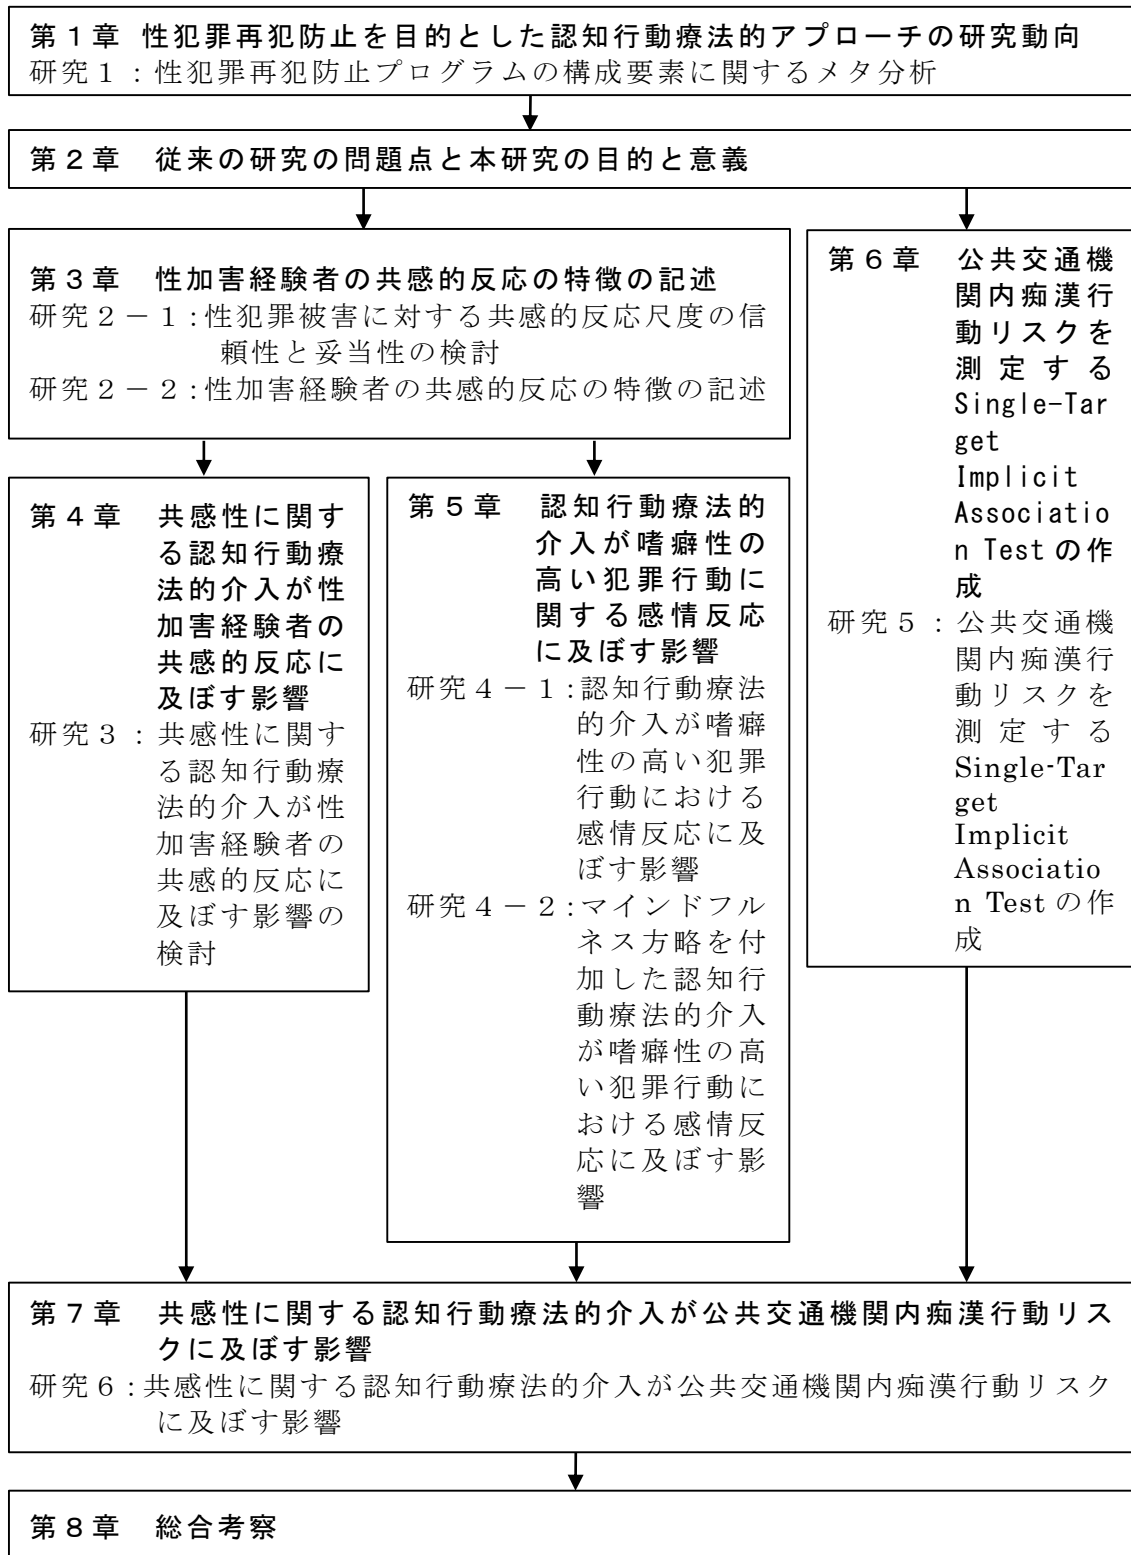 第１章 性犯罪再犯防止を目的とした認知行動療法的アプローチの研究動向
研究１：性犯罪再犯防止プログラムの構成要素に関するメタ分析
第２章　従来の研究の問題点と本研究の目的と意義
第３章　性加害経験者の共感的反応の特徴の記述
研究２－１：性犯罪被害に対する共感的反応尺度の信
頼性と妥当性の検討
研究２－２：性加害経験者の共感的反応の特徴の記述
第４章　共感性に関す
る認知行動療
法的介入が性
加害経験者の
共感的反応に
及ぼす影響
研究３：共感性に関す
る認知行動療
法的介入が性
加害経験者の
共感的反応に
及ぼす影響の
検討
第５章　認知行動療法的
介入が嗜癖性の
高い犯罪行動に
関する感情反応
に及ぼす影響
研究４－１：認知行動療法
的介入が嗜癖
性の高い犯罪
行動における
感情反応に及
ぼす影響
研究４－２：マインドフル
ネス方略を付
加した認知行
動療法的介入
が嗜癖性の高
い犯罪行動に
おける感情反
応に及ぼす影
響
第６章　公共交通機
関内痴漢行
動リスクを
測定する
Single-Tar
get
Implicit
Associatio
n Test の作
成
研究５：公共交通機
関内痴漢行
動リスクを
測定する
Single-Tar
get
Implicit
Associatio
n Test の作
成
第７章　共感性に関する認知行動療法的介入が公共交通機関内痴漢行動リス
クに及ぼす影響
研究６：共感性に関する認知行動療法的介入が公共交通機関内痴漢行動リスク
に及ぼす影響
第８章　総合考察